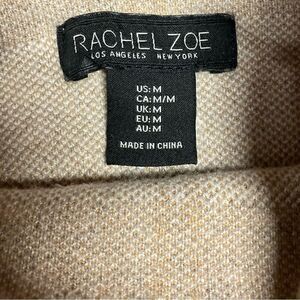 RACHEL ZOE
LOS ANGELES NEW YORK
US: M
CA: M/M
UK: M
EU: M
AU: M
MADE IN CHINA